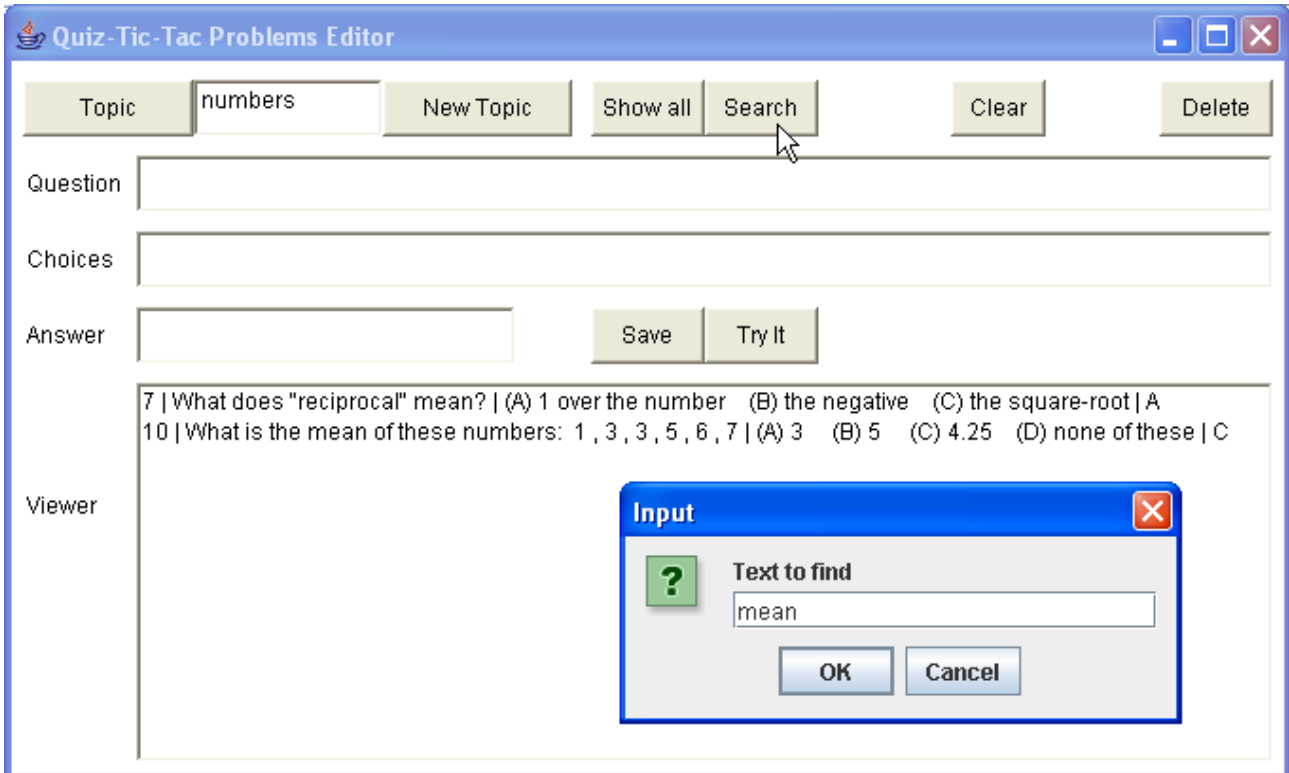 Quiz-Tic-Tac Problems Editor
Topic numbers New Topic Show all Search Clear Delete
Question
Choices
Answer Save Try It
7 | What does "reciprocal" mean? | (A) 1 over the number (B) the negative (C) the square-root | A
10 | What is the mean of these numbers: 1 , 3 , 3 , 5 , 6 , 7 | (A) 3 (B) 5 (C) 4.25 (D) none of these | C
Viewer
Input
Text to find
mean
OK Cancel